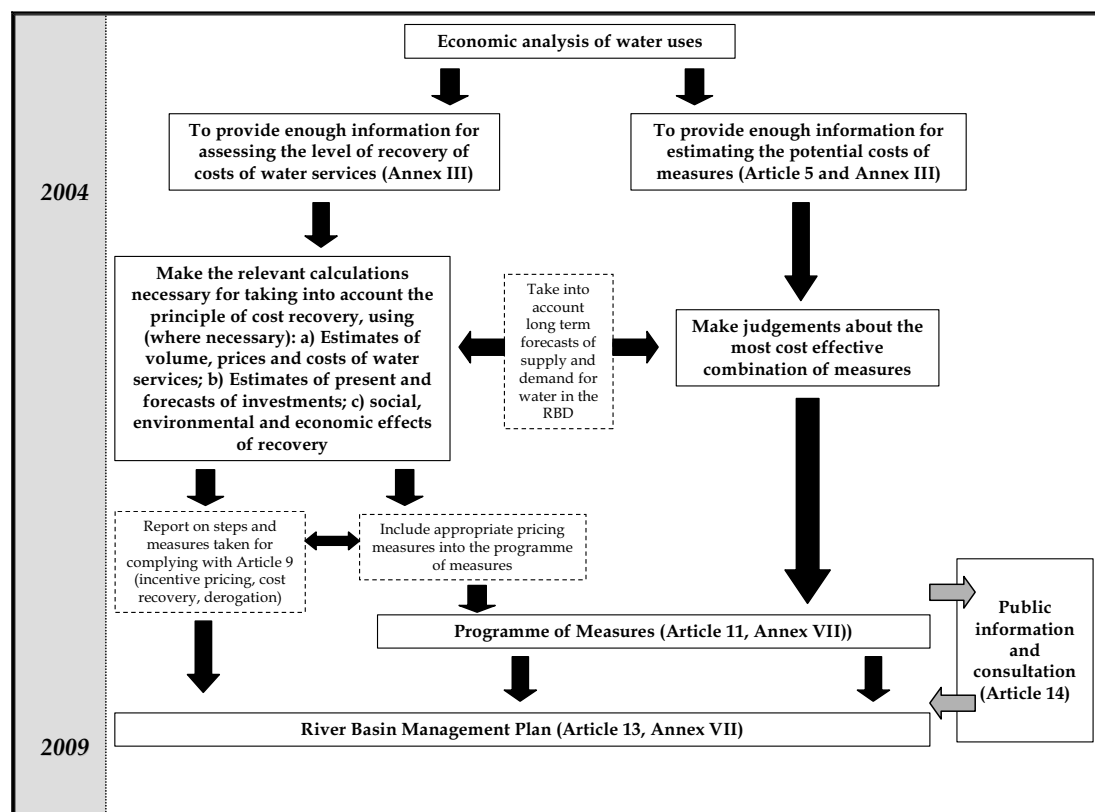 Economic analysis of water uses
To provide enough information for
assessing the level of recovery of
costs of water services (Annex III)
To provide enough information for
estimating the potential costs of
measures (Article 5 and Annex III)
2004
Make the relevant calculations
necessary for taking into account the
principle of cost recovery, using
(where necessary): a) Estimates of
volume, prices and costs of water
services; b) Estimates of present and
forecasts of investments; c) social,
environmental and economic effects
of recovery
Take into
account
long term
forecasts of
supply and
demand for
water in the
RBD
Make judgements about the
most cost effective
combination of measures
Report on steps and
measures taken for
complying with Article 9
(incentive pricing, cost
recovery, derogation)
Include appropriate pricing
measures into the programme
of measures
Programme of Measures (Article 11, Annex VII))
Public
information
and
consultation
(Article 14)
River Basin Management Plan (Article 13, Annex VII)
2009